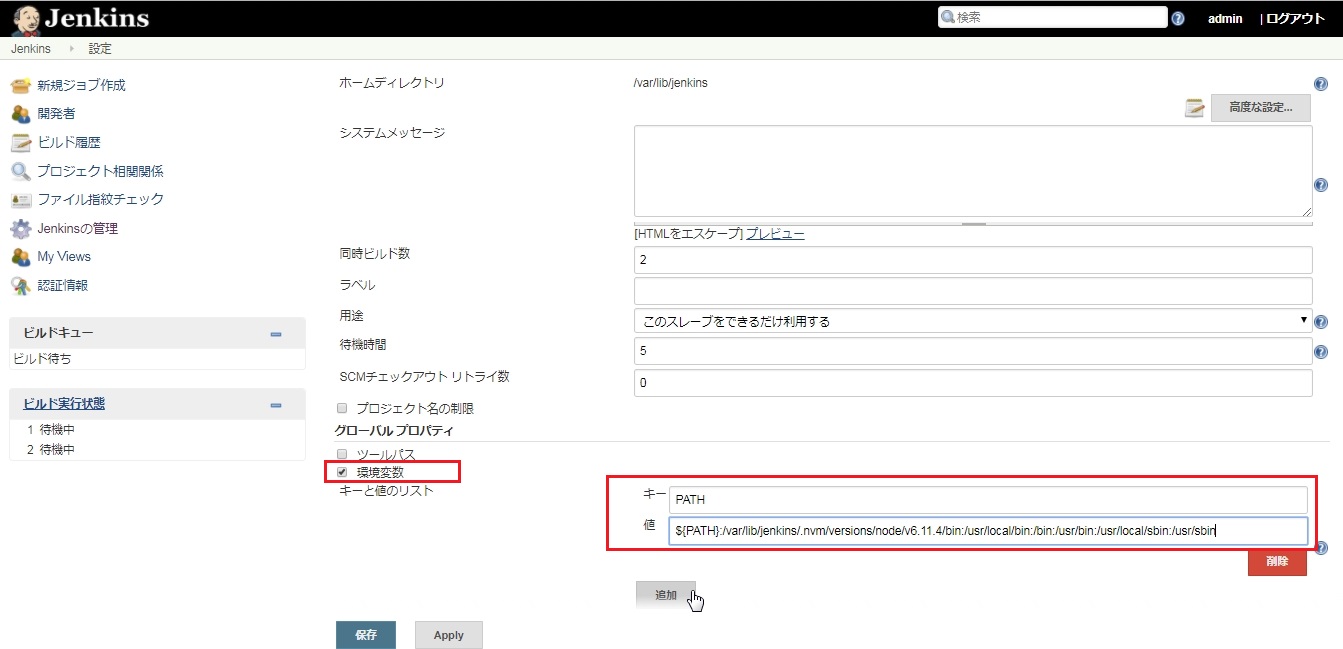 Jenkins
検索
admin
| ログアウト
Jenkins
設定
新規ジョブ作成
開発者
ビルド履歴
プロジェクト相関関係
ファイル指紋チェック
Jenkinsの管理
My Views
認証情報
ビルドキュー
ビルド待ち
ビルド実行状態
1 待機中
2 待機中
ホームディレクトリ
/var/lib/jenkins
高度な設定...
システムメッセージ
[HTMLをエスケープ] プレビュー
同時ビルド数
2
ラベル
用途
このスレーブをできるだけ利用する
待機時間
5
SCMチェックアウト リトライ数
0
プロジェクト名の制限
グローバル プロパティ
ツールパス
環境変数
キーと値のリスト
キー
PATH
値
${PATH}:/var/lib/jenkins/.nvm/versions/node/v6.11.4/bin:/usr/local/bin:/bin:/usr/bin:/usr/local/sbin:/usr/sbin
削除
追加
保存
Apply